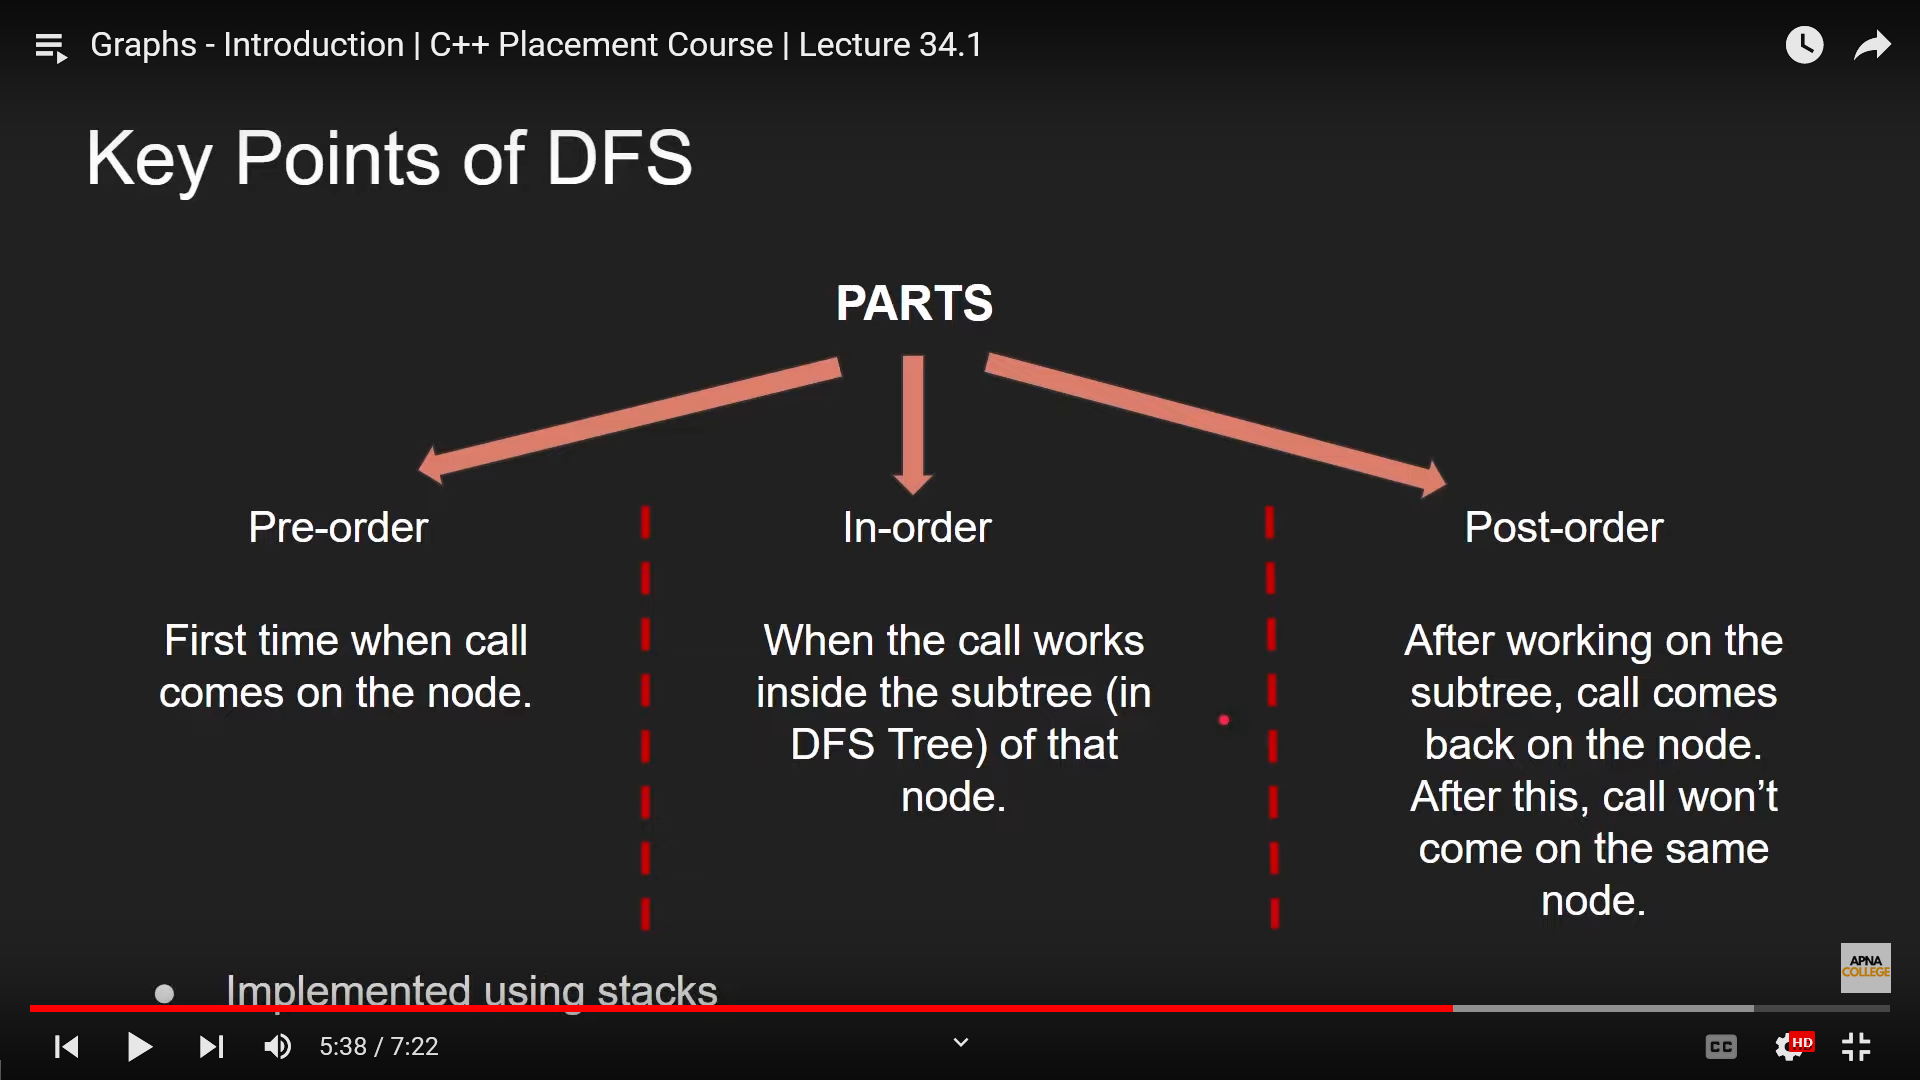 Graphs - Introduction | C++ Placement Course | Lecture 34.1
Key Points of DFS
PARTS
Pre-order
First time when call
comes on the node.
In-order
When the call works
inside the subtree (in
DFS Tree) of that
node.
Post-order
After working on the
subtree, call comes
back on the node.
After this, call won’t
come on the same
node.
Implemented using stacks
APNA
COLLEGE
5:38 / 7:22
CC
HD